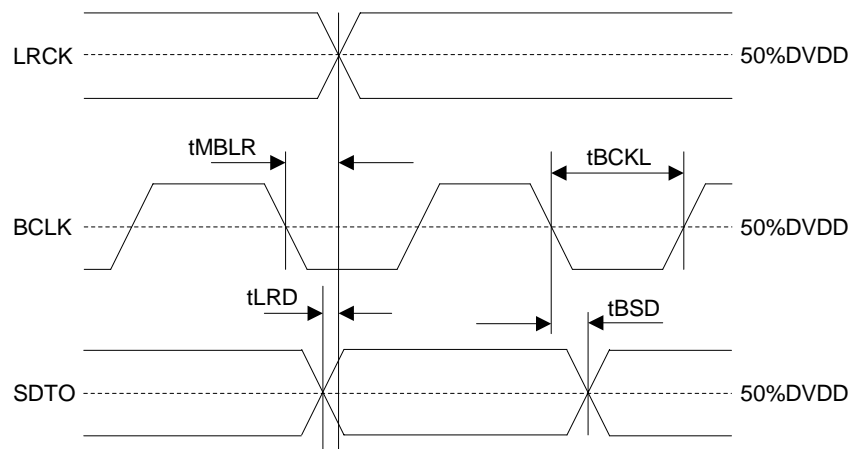 LRCK
50%DVDD
tMBLR
tBCKL
BCLK
50%DVDD
tLRD
tBSD
SDTO
50%DVDD